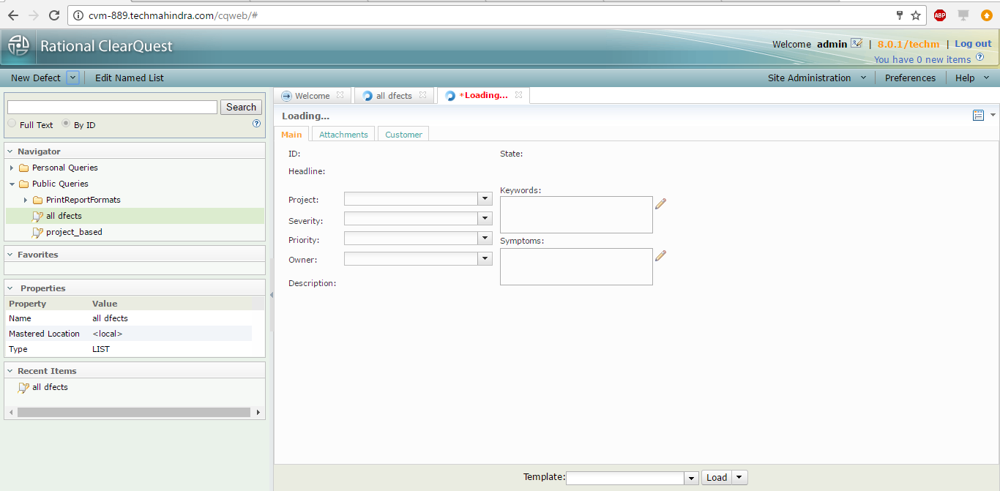 cvm-889.techmahindra.com/cqweb/#
ABP
Rational ClearQuest
Welcome admin | 8.0.1/techm | Log out
You have 0 new items
New Defect Edit Named List Site Administration Preferences Help
Search
Full Text By ID
Navigator
Personal Queries
Public Queries
PrintReportFormats
all dfects
project_based
Favorites
Properties
Property Value
Name all dfects
Mastered Location <local>
Type LIST
Recent Items
all dfects
Welcome all dfects *Loading...
Loading...
Main Attachments Customer
ID: State:
Headline:
Keywords:
Project:
Severity:
Priority:
Symptoms:
Owner:
Description:
Template: Load